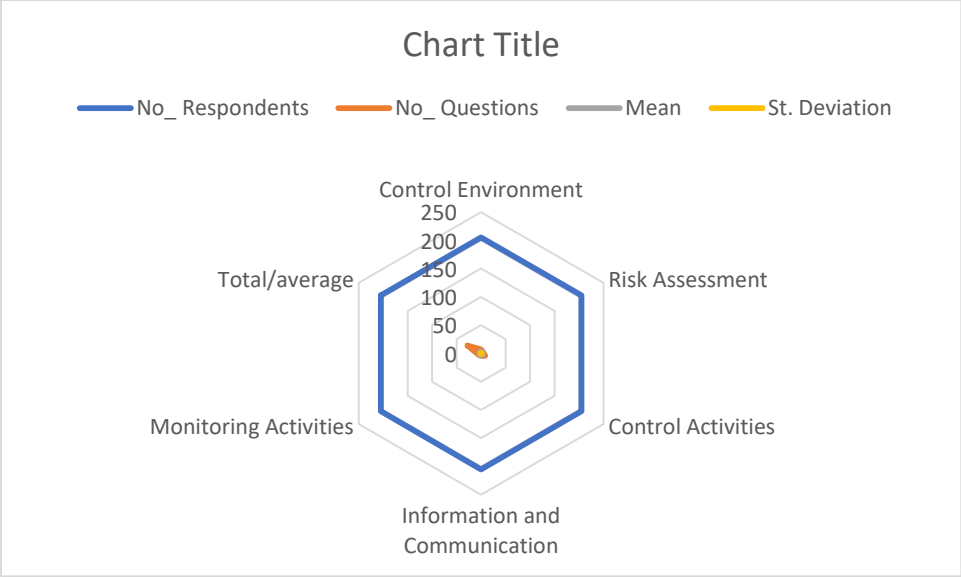 Chart Title
No_ Respondents No_ Questions Mean St. Deviation
Control Environment
250
200
150
100
50
0
Total/average
Risk Assessment
Monitoring Activities
Control Activities
Information and
Communication